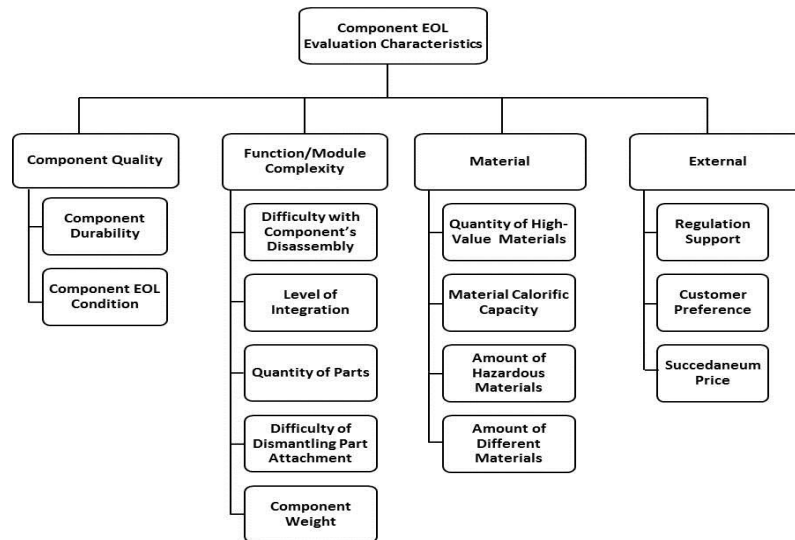 Component EOL
Evaluation Characteristics
Component Quality
Component
Durability
Component EOL
Condition
Function/Module
Complexity
Difficulty with
Component's
Disassembly
Level of
Integration
Quantity of Parts
Difficulty of
Dismantling Part
Attachment
Component
Weight
Material
Quantity of High-
Value Materials
Material Calorific
Capacity
Amount of
Hazardous Materials
Amount of
Different Materials
External
Regulation
Support
Customer
Preference
Succedaneum
Price